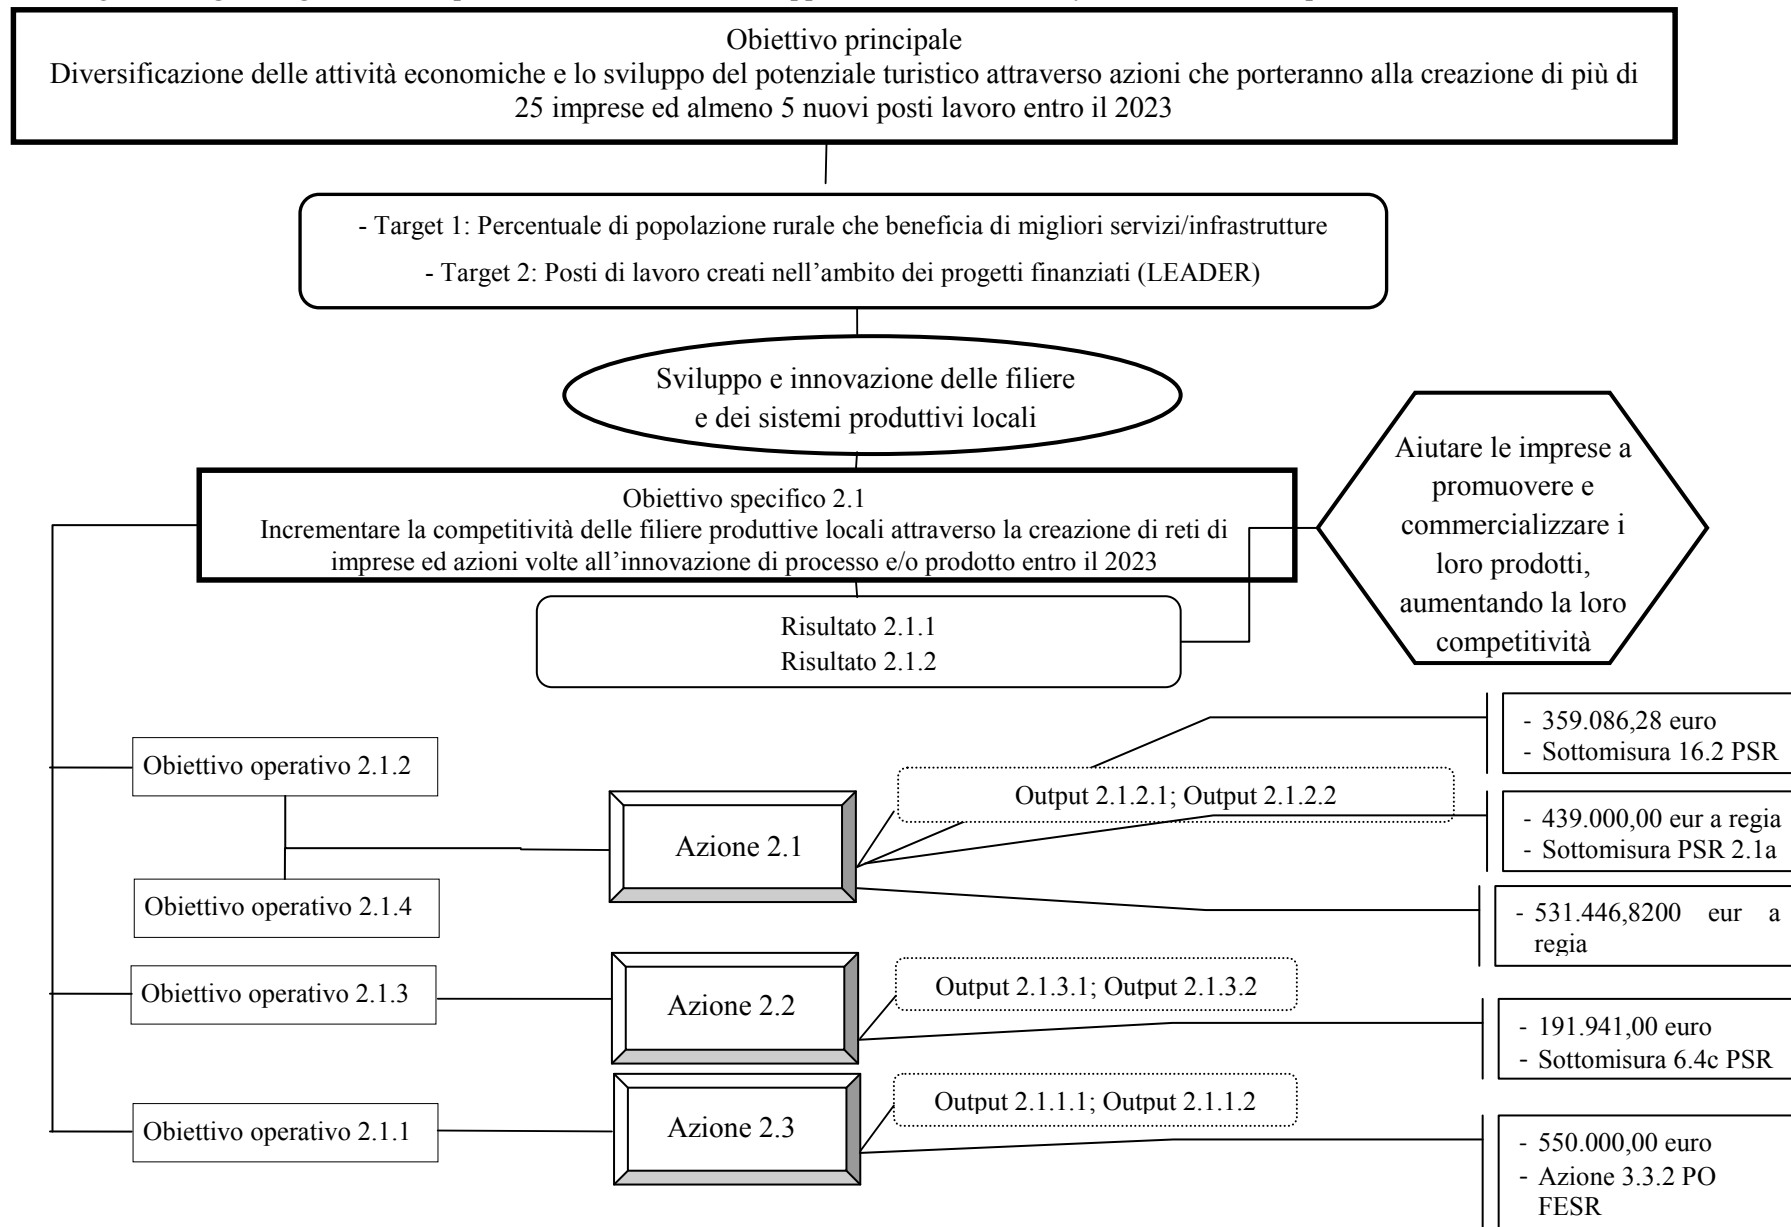 Obiettivo principale
Diversificazione delle attività economiche e lo sviluppo del potenziale turistico attraverso azioni che porteranno alla creazione di più di
25 imprese ed almeno 5 nuovi posti lavoro entro il 2023
- Target 1: Percentuale di popolazione rurale che beneficia di migliori servizi/infrastrutture
- Target 2: Posti di lavoro creati nell’ambito dei progetti finanziati (LEADER)
Sviluppo e innovazione delle filiere
e dei sistemi produttivi locali
Aiutare le imprese a
promuovere e
commercializzare i
loro prodotti,
aumentando la loro
competitività
Obiettivo specifico 2.1
Incrementare la competitività delle filiere produttive locali attraverso la creazione di reti di
imprese ed azioni volte all’innovazione di processo e/o prodotto entro il 2023
Risultato 2.1.1
Risultato 2.1.2
Obiettivo operativo 2.1.2
Obiettivo operativo 2.1.4
Azione 2.1
Output 2.1.2.1; Output 2.1.2.2
- 359.086,28 euro
- Sottomisura 16.2 PSR
- 439.000,00 eur a regia
- Sottomisura PSR 2.1a
- 531.446,8200 eur a
regia
Obiettivo operativo 2.1.3
Azione 2.2
Output 2.1.3.1; Output 2.1.3.2
- 191.941,00 euro
- Sottomisura 6.4c PSR
Obiettivo operativo 2.1.1
Azione 2.3
Output 2.1.1.1; Output 2.1.1.2
- 550.000,00 euro
- Azione 3.3.2 PO
FESR